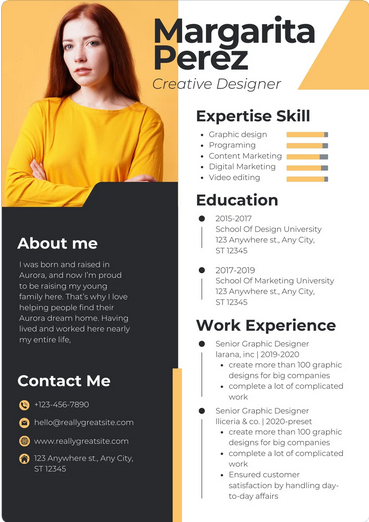 Margarita
Perez
Creative Designer
Expertise Skill
Graphic design
Programing
Content Marketing
Digital Marketing
Video editing
Education
2015-2017
School Of Design University
123 Anywhere st., Any City,
ST 12345
2017-2019
School Of Marketing University
123 Anywhere st., Any City,
ST 12345
Work Experience
Senior Graphic Designer
larana, inc | 2019-2020
create more than 100 graphic
designs for big companies
complete a lot of complicated
work
Senior Graphic Designer
liceria & co. | 2020-preset
create more than 100 graphic
designs for big companies
complete a lot of complicated
work
Ensured customer
satisfaction by handling day-
to-day affairs
About me
I was born and raised in
Aurora, and now I'm proud
to be raising my young
family here. That's why I love
helping people find their
Aurora dream home. Having
lived and worked here nearly
my entire life,
Contact Me
+123-456-7890
hello@reallygreatsite.com
www.reallygreatsite.com
123 Anywhere st., Any City,
ST 12345